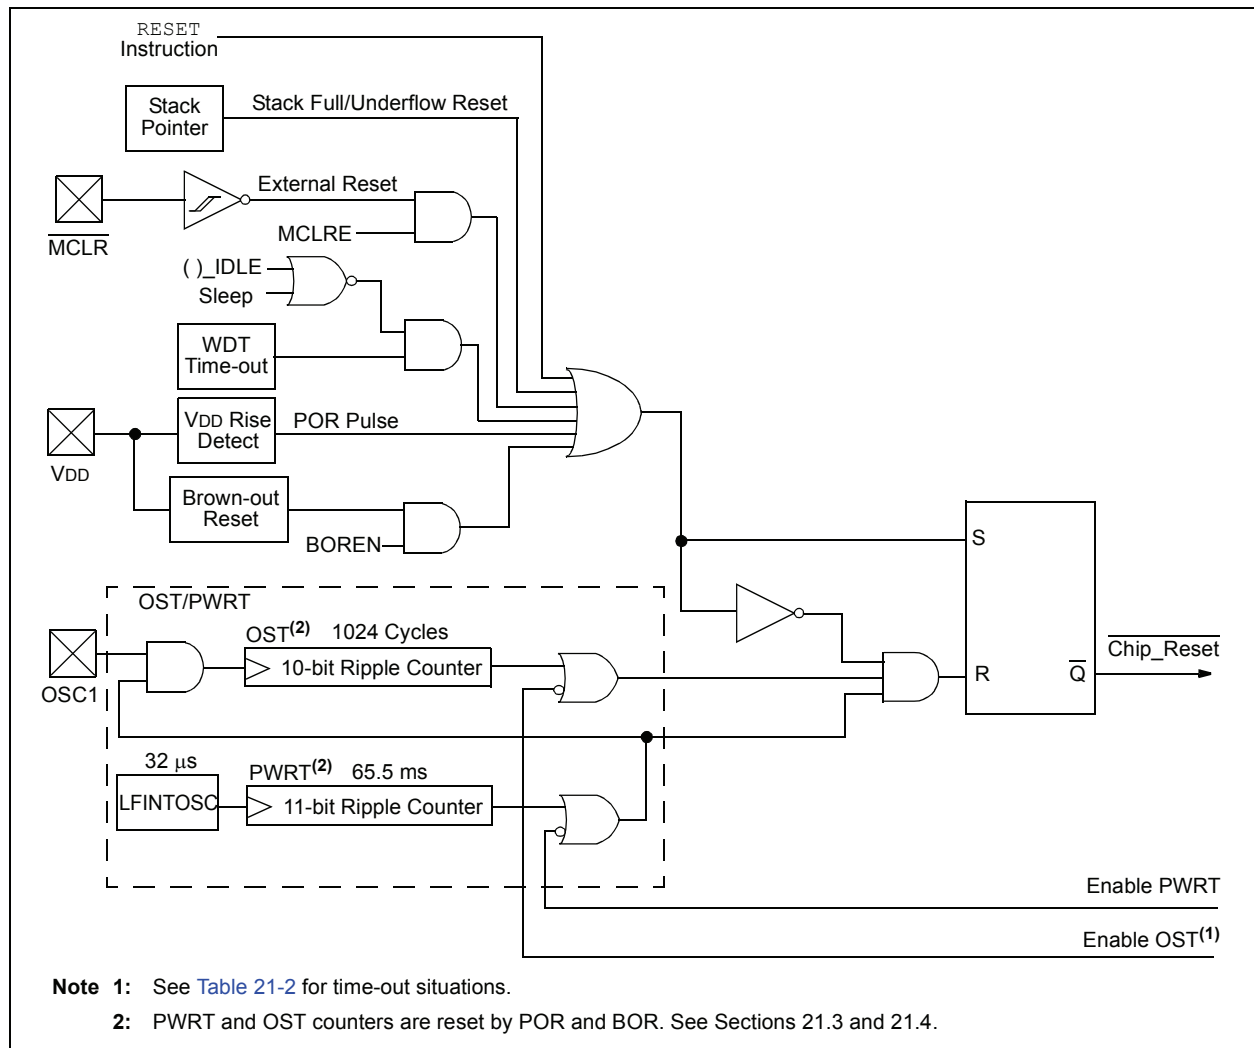 RESET
Instruction
Stack
Pointer
Stack Full/Underflow Reset
External Reset
MCLR
MCLRE
( )_IDLE
Sleep
WDT
Time-out
VDD Rise
Detect
POR Pulse
VDD
Brown-out
Reset
BOREN
S
OST/PWRT
OST(2) 1024 Cycles
10-bit Ripple Counter
OSC1
Chip_Reset
R
Q
32 μs
PWRT(2) 65.5 ms
LFINTOSC
11-bit Ripple Counter
Enable PWRT
Enable OST(1)
Note 1: See Table 21-2 for time-out situations.
2: PWRT and OST counters are reset by POR and BOR. See Sections 21.3 and 21.4.